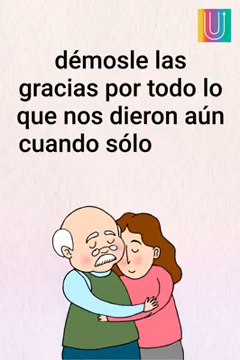 démosle las
gracias por todo lo
que nos dieron aún
cuando sólo